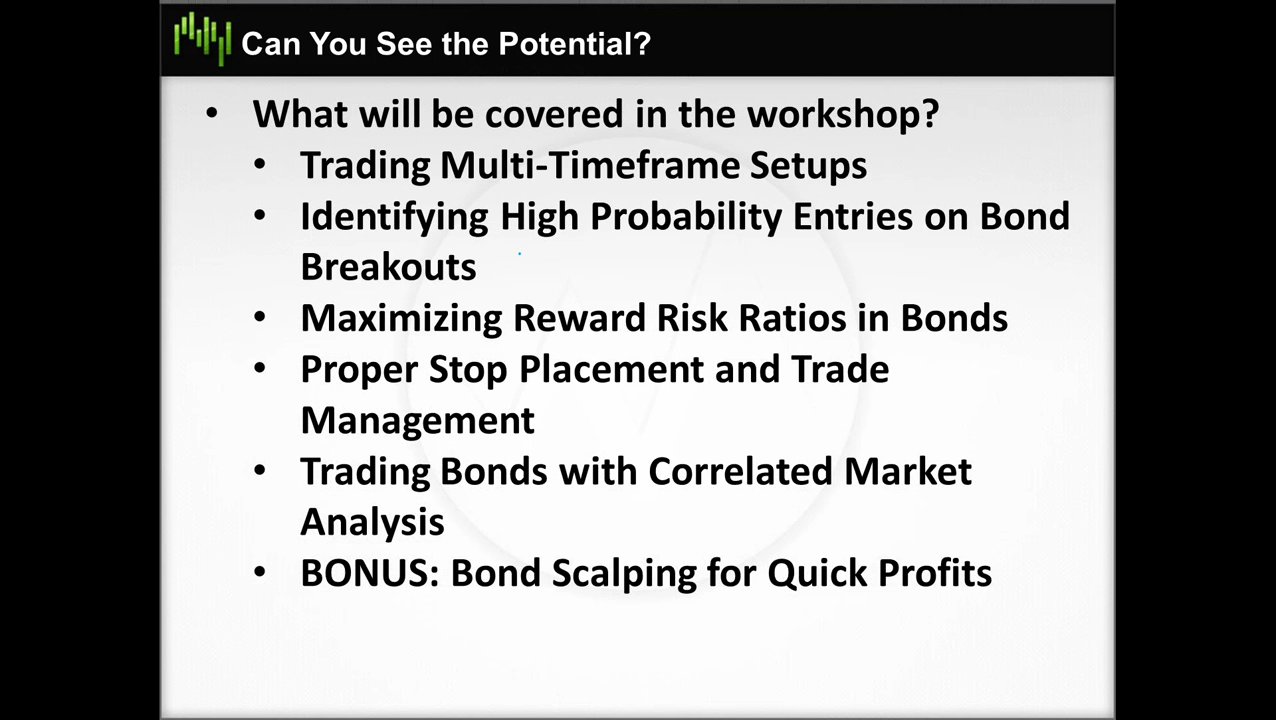 Can You See the Potential?
• What will be covered in the workshop?
• Trading Multi-Timeframe Setups
• Identifying High Probability Entries on Bond
Breakouts
• Maximizing Reward Risk Ratios in Bonds
• Proper Stop Placement and Trade
Management
• Trading Bonds with Correlated Market
Analysis
• BONUS: Bond Scalping for Quick Profits